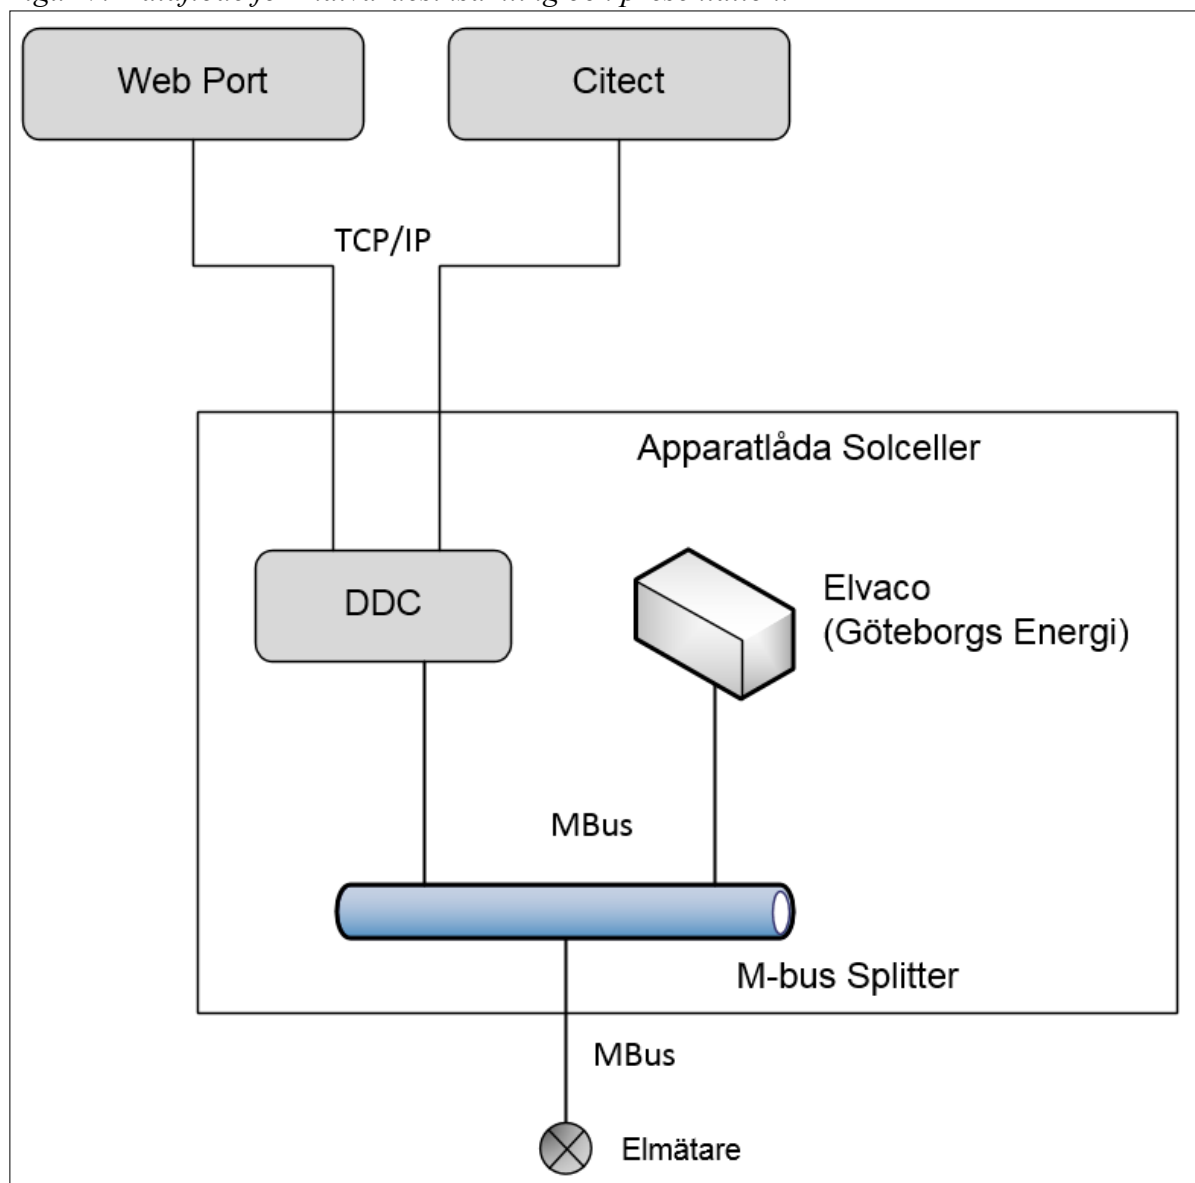 Web Port
Citect
TCP/IP
Apparatlåda Solceller
DDC
Elvaco
(Göteborgs Energi)
MBus
M-bus Splitter
MBus
Elmätare